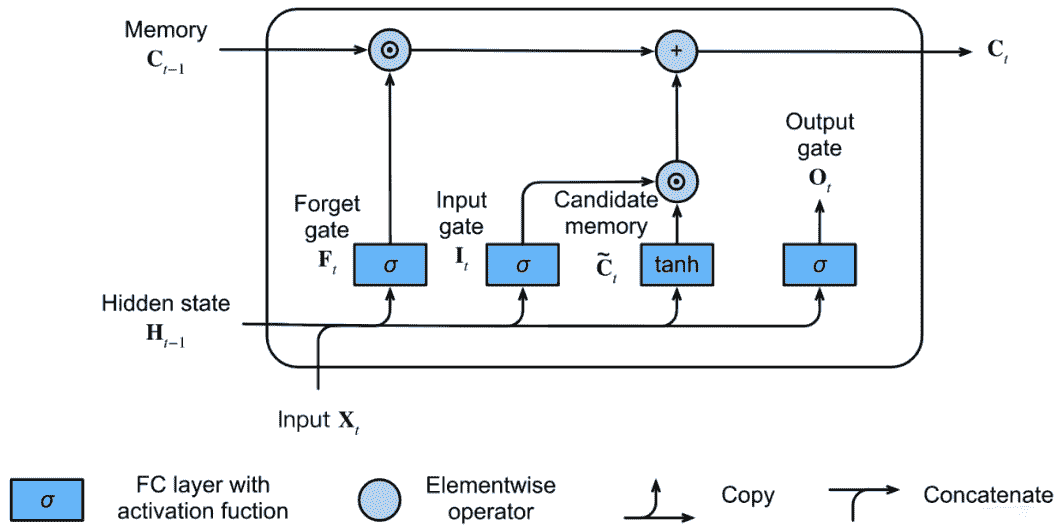 Memory
C_{t-1}
C_t
Output
gate
O_t
Forget
gate
F_t
Input
gate
I_t
Candidate
memory
C̃_t
σ
σ
tanh
σ
Hidden state
H_{t-1}
Input X_t
σ
FC layer with
activation fuction
Elementwise
operator
Copy
Concatenate